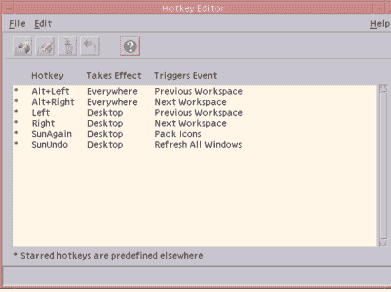 Hotkey Editor
File Edit Help
Hotkey Takes Effect Triggers Event
* Alt+Left Everywhere Previous Workspace
* Alt+Right Everywhere Next Workspace
* Left Desktop Previous Workspace
* Right Desktop Next Workspace
* SunAgain Desktop Pack Icons
* SunUndo Desktop Refresh All Windows
* Starred hotkeys are predefined elsewhere